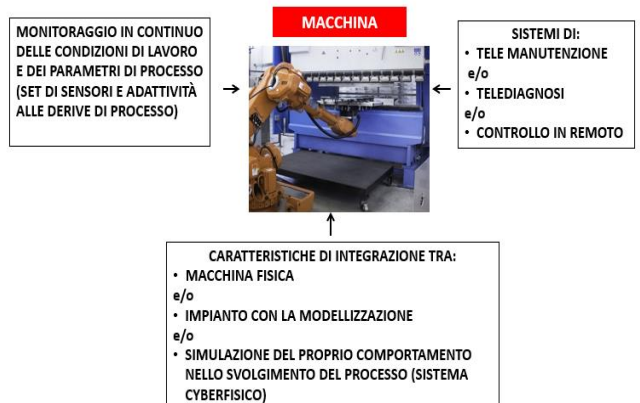 MACCHINA
MONITORAGGIO IN CONTINUO
DELLE CONDIZIONI DI LAVORO
E DEI PARAMETRI DI PROCESSO
(SET DI SENSORI E ADATTIVITÀ
ALLE DERIVE DI PROCESSO)
SISTEMI DI:
• TELE MANUTENZIONE
e/o
• TELEDIAGNOSI
e/o
• CONTROLLO IN REMOTO
CARATTERISTICHE DI INTEGRAZIONE TRA:
• MACCHINA FISICA
e/o
• IMPIANTO CON LA MODELLIZZAZIONE
e/o
• SIMULAZIONE DEL PROPRIO COMPORTAMENTO
NELLO SVOLGIMENTO DEL PROCESSO (SISTEMA
CYBERFISICO)